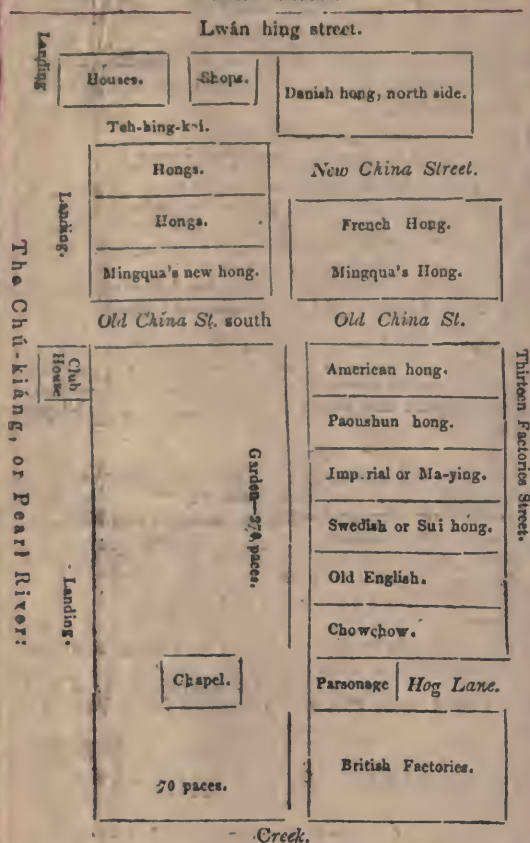 Lwán hing street.
Landing
Houses.
Shops.
Danish hong, north side.
Teh-hing-kai.
Landing.
Hongs.
New China Street.
Hongs.
French Hong.
Mingqua's new hong.
Mingqua's Hong.
Old China St. south
Old China St.
The Chú-kiáng, or Pearl River:
Club
House
American hong.
Thirteen Factories Street.
Paoushun hong.
Imp.rial or Ma-ying.
Garden—270 paces.
Swedish or Sui hong.
Old English.
Landing.
Chowchow.
Chapel.
Parsonage
Hog Lane.
British Factories.
70 paces.
Creek.